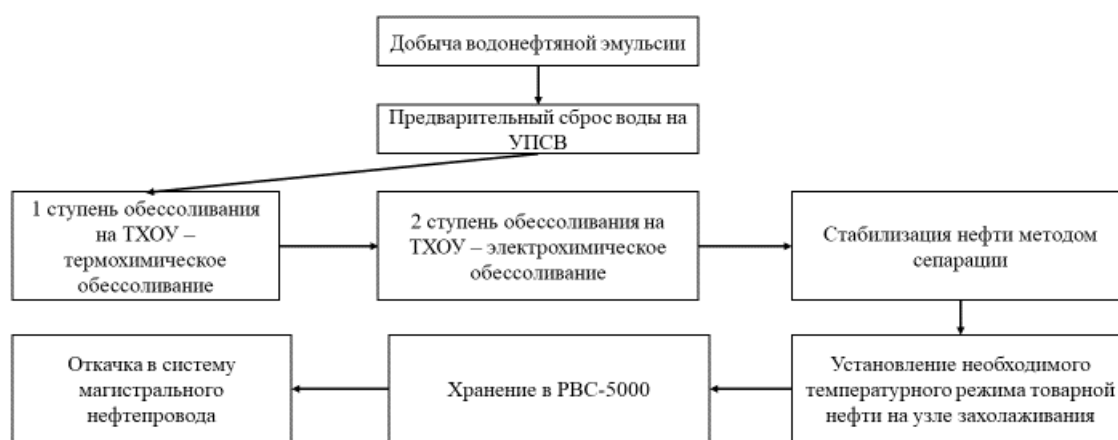 Добыча водонефтяной эмульсии
Предварительный сброс воды на
УПСВ
1 ступень обессоливания
на ТХОУ –
термохимическое
обессоливание
2 ступень обессоливания на
ТХОУ – электрохимическое
обессоливание
Стабилизация нефти методом
сепарации
Установление необходимого
температурного режима товарной
нефти на узле захолаживания
Хранение в РВС-5000
Откачка в систему
магистрального
нефтепровода